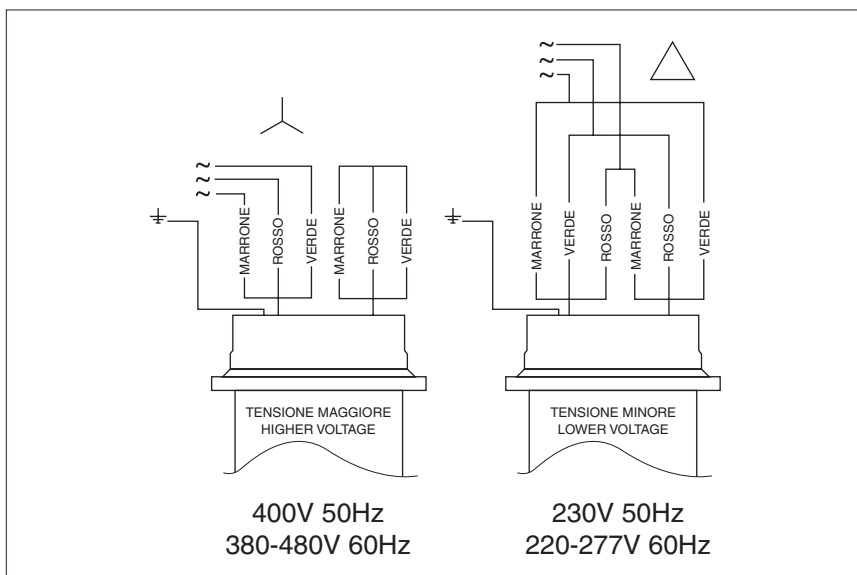 MARRONE
ROSSO
VERDE
MARRONE
ROSSO
VERDE
TENSIONE MAGGIORE
HIGHER VOLTAGE
400V 50Hz
380-480V 60Hz
MARRONE
VERDE
ROSSO
MARRONE
ROSSO
VERDE
TENSIONE MINORE
LOWER VOLTAGE
230V 50Hz
220-277V 60Hz